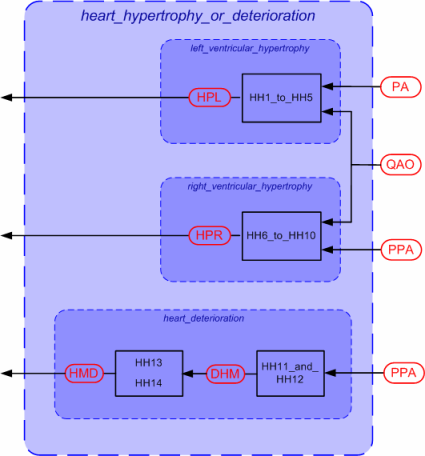 heart_hypertrophy_or_deterioration
left_ventricular_hypertrophy
HPL
HH1_to_HH5
PA
QAO
right_ventricular_hypertrophy
HPR
HH6_to_HH10
PPA
heart_deterioration
HMD
HH13
HH14
DHM
HH11_and_
HH12
PPA